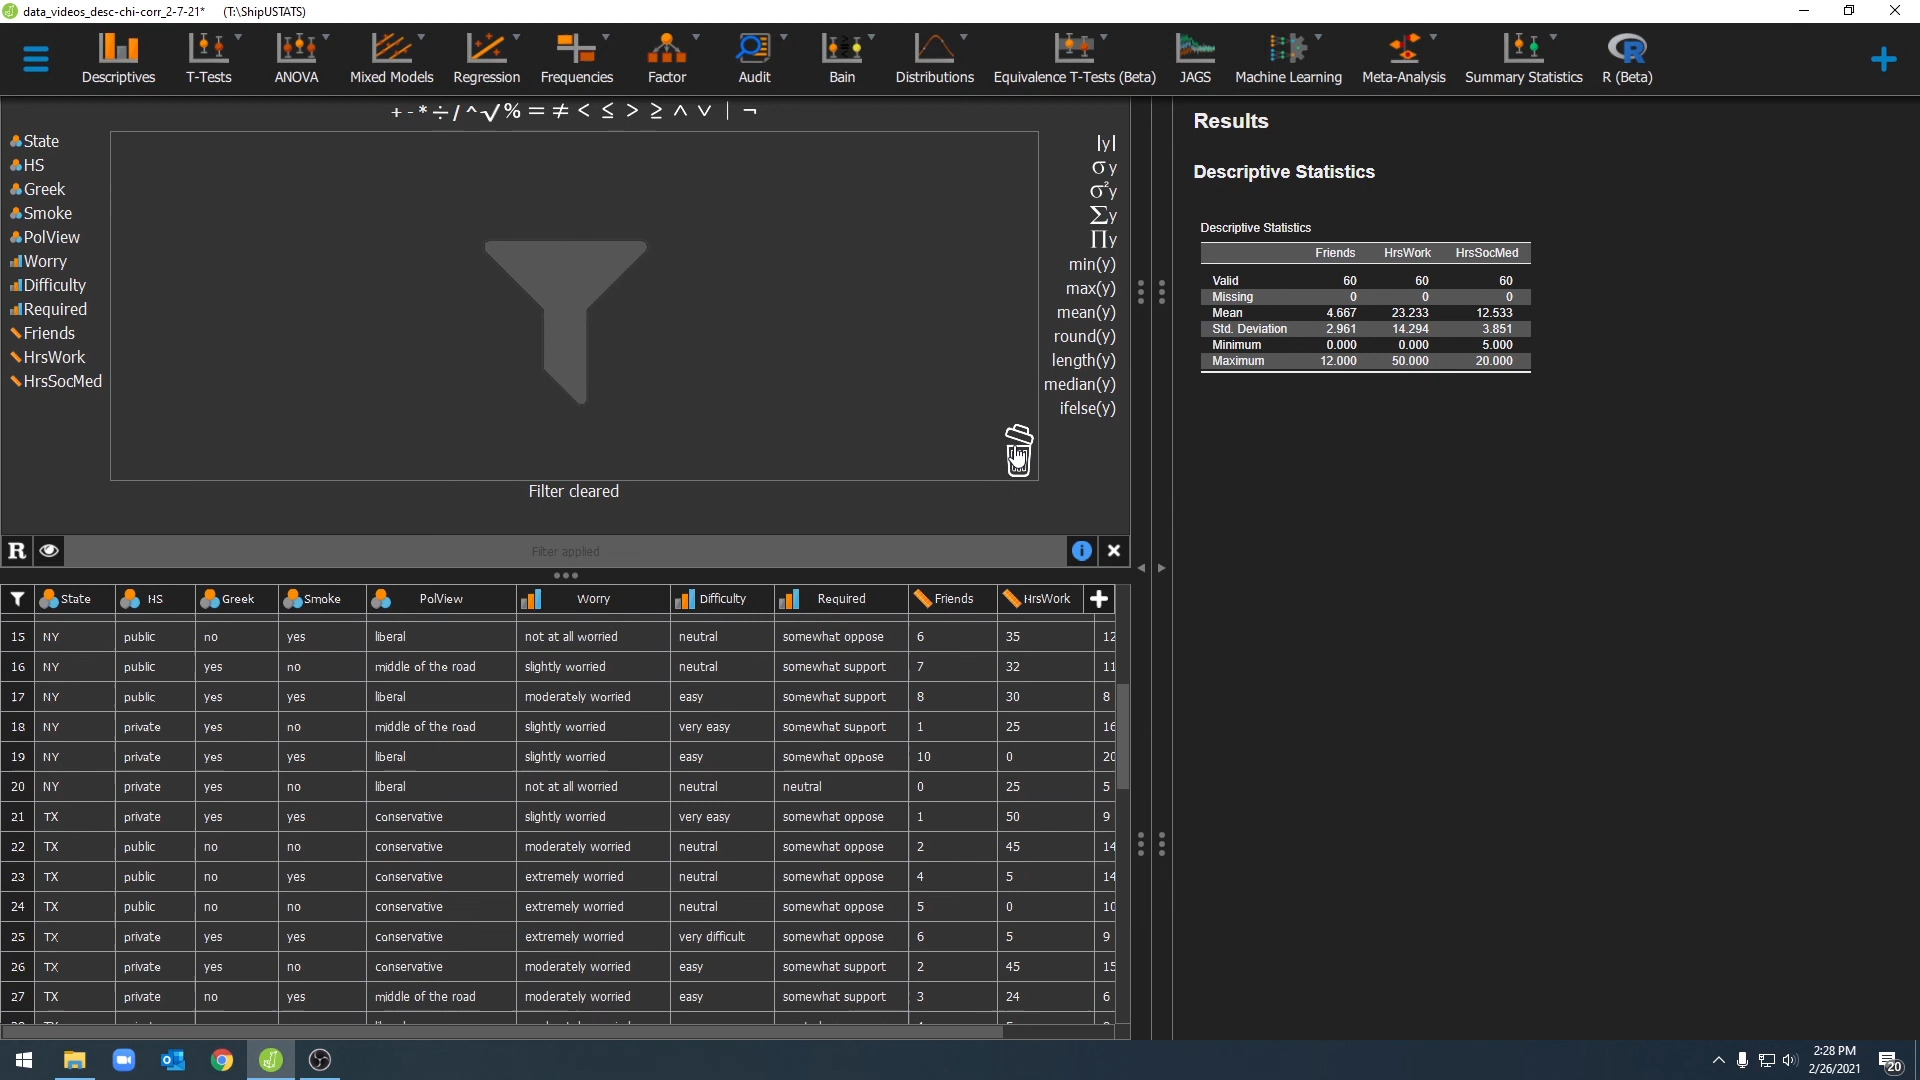 data_videos_desc-chi-corr_2-7-21* (T:\ShipUSTATS)
Descriptives T-Tests ANOVA Mixed Models Regression Frequencies Factor Audit Bain Distributions Equivalence T-Tests (Beta) JAGS Machine Learning Meta-Analysis Summary Statistics R (Beta)
+ - * ÷ / ^ √ % = ≠ < ≤ > ≥ ∧ ∨ | ¬
State
HS
Greek
Smoke
PolView
Worry
Difficulty
Required
Friends
HrsWork
HrsSocMed
|y|
σy
σ²y
∑y
∏y
min(y)
max(y)
mean(y)
round(y)
length(y)
median(y)
ifelse(y)
Filter cleared
R Filter applied i
State HS Greek Smoke PolView Worry Difficulty Required Friends HrsWork
15 NY public no yes liberal not at all worried neutral somewhat oppose 6 35 12
16 NY public yes no middle of the road slightly worried neutral somewhat support 7 32 11
17 NY public yes yes liberal moderately worried easy somewhat support 8 30 8
18 NY private yes no middle of the road slightly worried very easy somewhat support 1 25 16
19 NY private yes yes liberal slightly worried easy somewhat oppose 10 0 20
20 NY private yes no liberal not at all worried neutral neutral 0 25 5
21 TX private yes yes conservative slightly worried very easy somewhat oppose 1 50 9
22 TX public no no conservative moderately worried neutral somewhat oppose 2 45 14
23 TX public no yes conservative extremely worried neutral somewhat oppose 4 5 14
24 TX public no no conservative extremely worried neutral somewhat oppose 5 0 10
25 TX private yes yes conservative extremely worried very difficult somewhat oppose 6 5 9
26 TX private yes no conservative moderately worried easy somewhat support 2 45 15
27 TX private no yes middle of the road moderately worried easy somewhat support 3 24 6
Results
Descriptive Statistics
Descriptive Statistics
Friends HrsWork HrsSocMed
Valid 60 60 60
Missing 0 0 0
Mean 4.667 23.233 12.533
Std. Deviation 2.961 14.294 3.851
Minimum 0.000 0.000 5.000
Maximum 12.000 50.000 20.000
2:28 PM
2/26/2021
20